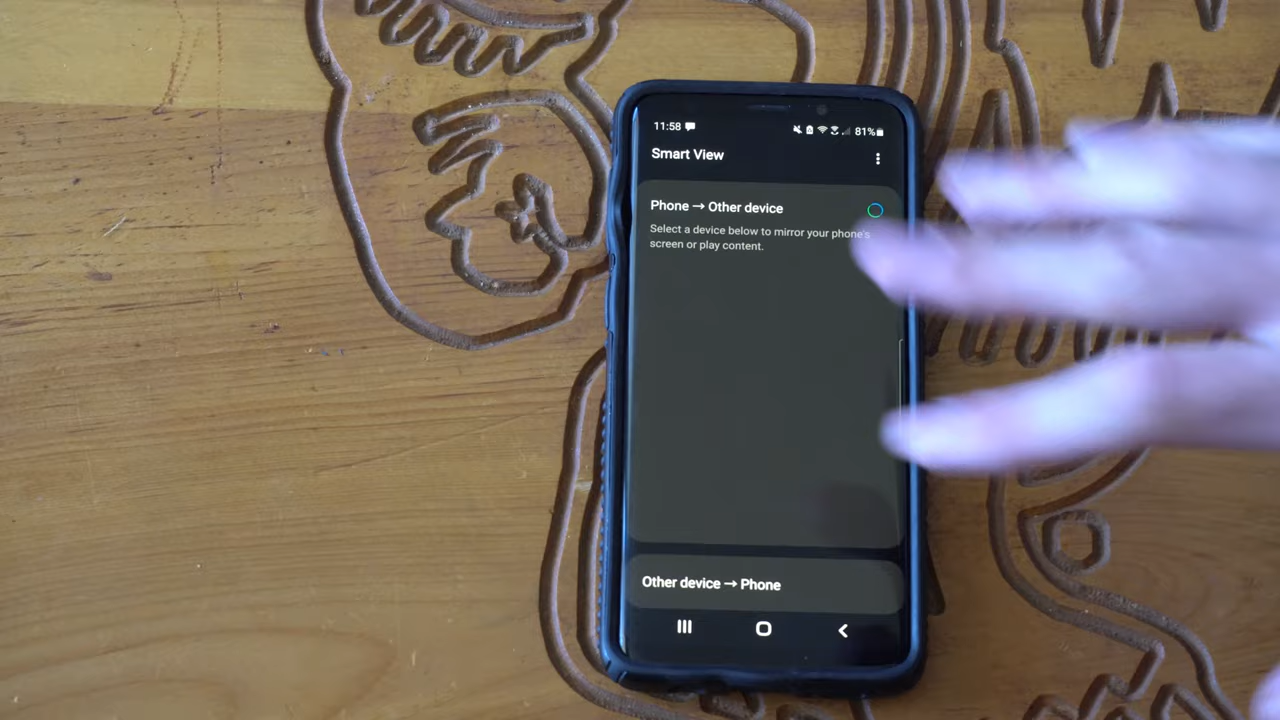 11:58 81%
Smart View
Phone → Other device
Select a device below to mirror your phone's
screen or play content.
Other device → Phone